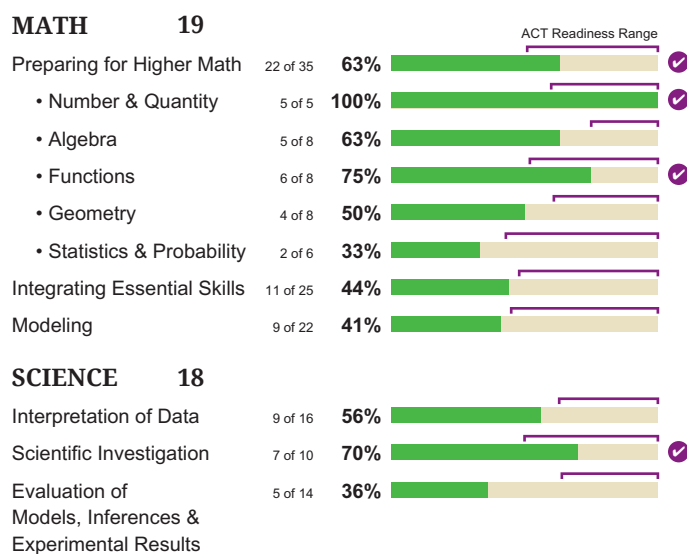 MATH 19
ACT Readiness Range
Preparing for Higher Math 22 of 35 63%
• Number & Quantity 5 of 5 100%
• Algebra 5 of 8 63%
• Functions 6 of 8 75%
• Geometry 4 of 8 50%
• Statistics & Probability 2 of 6 33%
Integrating Essential Skills 11 of 25 44%
Modeling 9 of 22 41%
SCIENCE 18
Interpretation of Data 9 of 16 56%
Scientific Investigation 7 of 10 70%
Evaluation of 5 of 14 36%
Models, Inferences &
Experimental Results